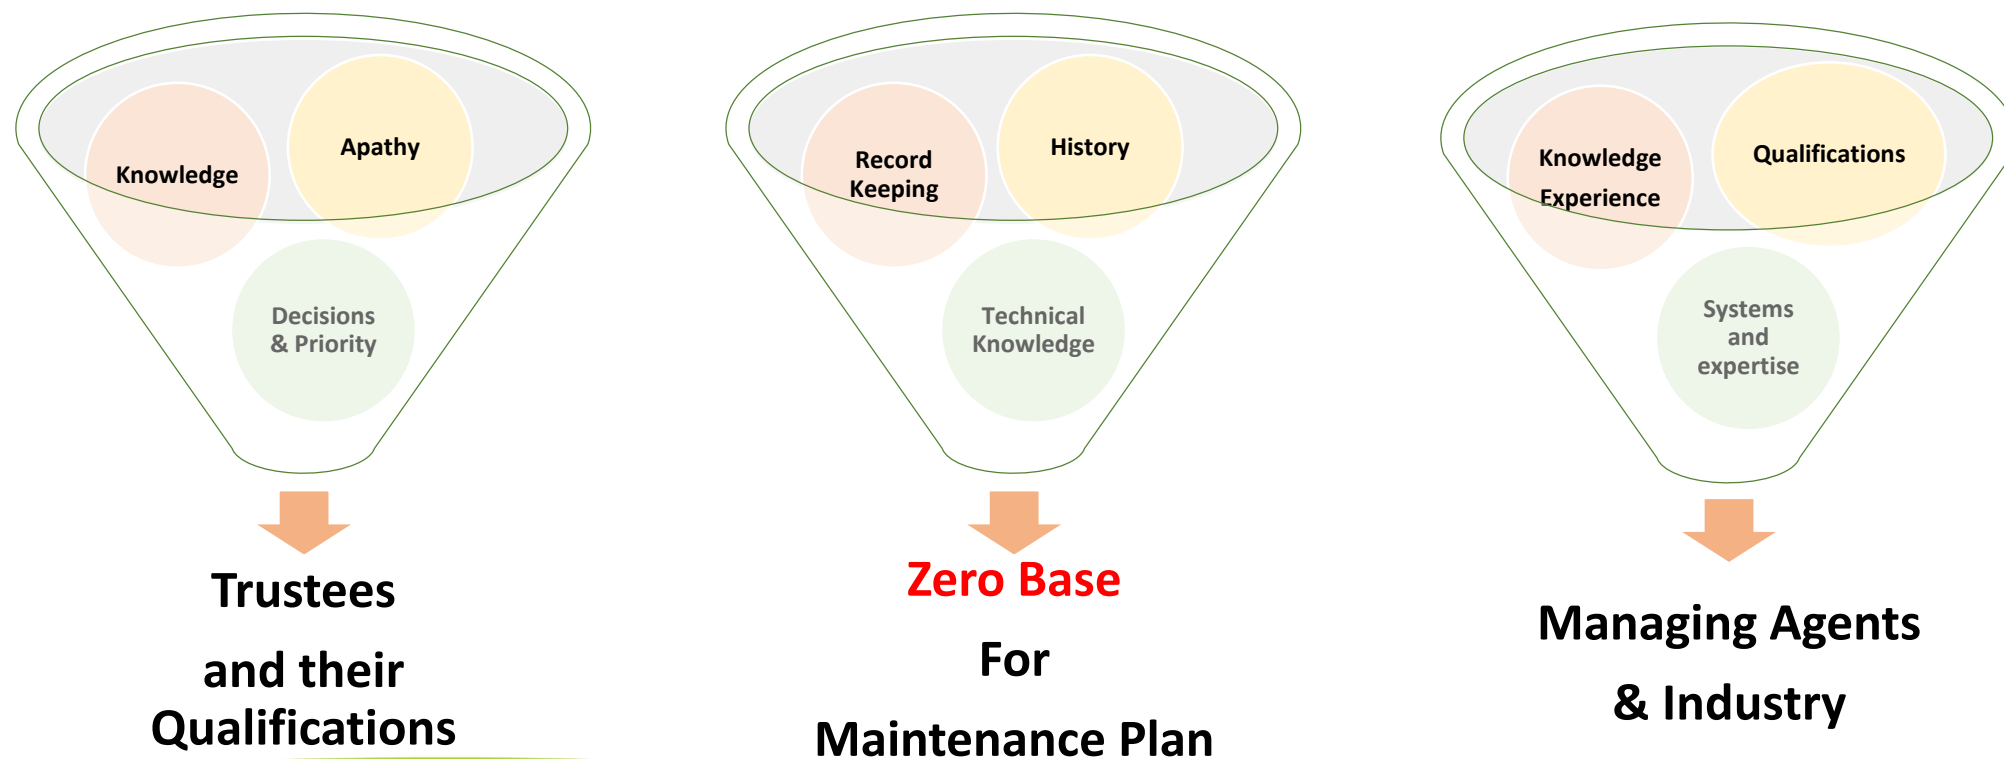 Knowledge
Apathy
Decisions
& Priority
Trustees
and their
Qualifications
Record
Keeping
History
Technical
Knowledge
Zero Base
For
Maintenance Plan
Knowledge
Experience
Qualifications
Systems
and
expertise
Managing Agents
& Industry